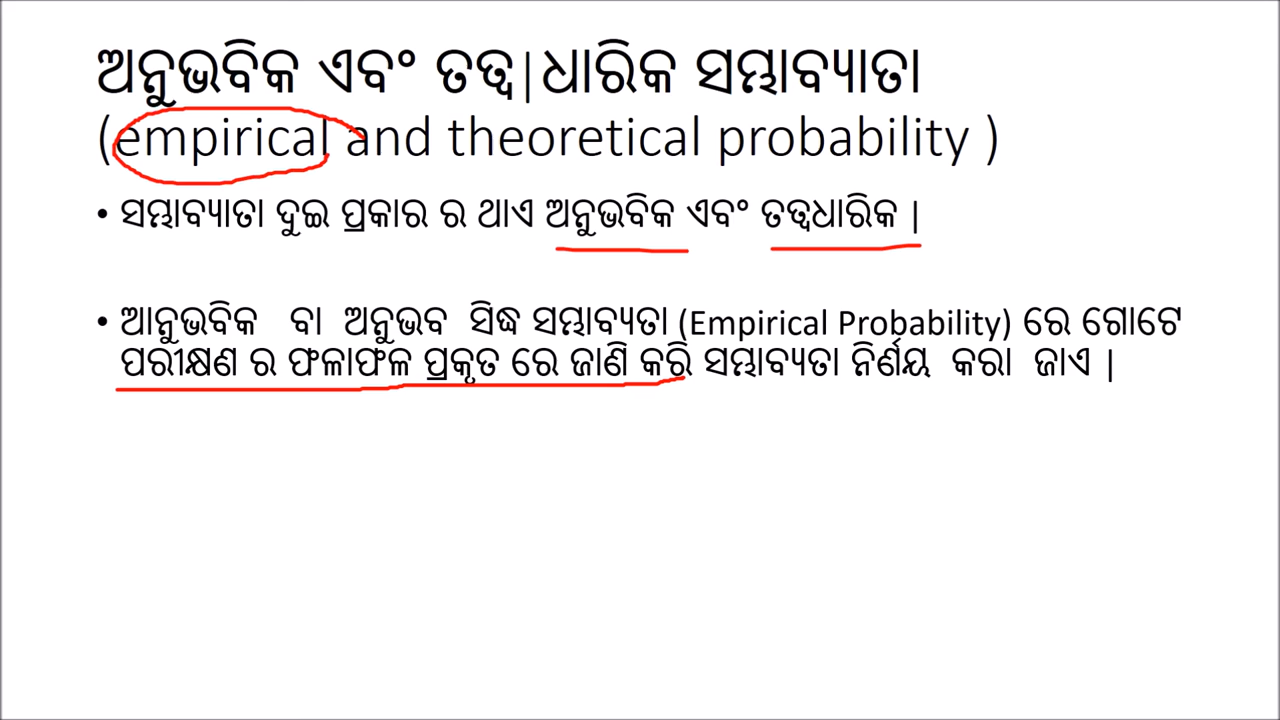 ଅନୁଭବିକ ଏବଂ ତତ୍ତ୍ୱ|ଧାରିକ ସମ୍ଭାବ୍ୟାତା
(empirical and theoretical probability )
• ସମ୍ଭାବ୍ୟାତା ଦୁଇ ପ୍ରକାର ର ଥାଏ ଅନୁଭବିକ ଏବଂ ତତ୍ତ୍ୱଧାରିକ |
• ଆନୁଭବିକ ବା ଅନୁଭବ ସିଦ୍ଧ ସମ୍ଭାବ୍ୟତା (Empirical Probability) ରେ ଗୋଟେ
ପରୀକ୍ଷଣ ର ଫଳାଫଳ ପ୍ରକୃତ ରେ ଜାଣି କରି ସମ୍ଭାବ୍ୟତା ନିର୍ଣୟ କରା ଜାଏ |